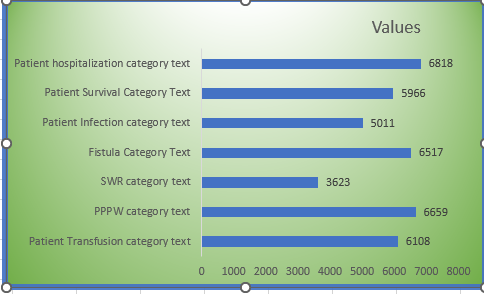 Values
Patient hospitalization category text 6818
Patient Survival Category Text 5966
Patient Infection category text 5011
Fistula Category Text 6517
SWR category text 3623
PPPW category text 6659
Patient Transfusion category text 6108
0 1000 2000 3000 4000 5000 6000 7000 8000